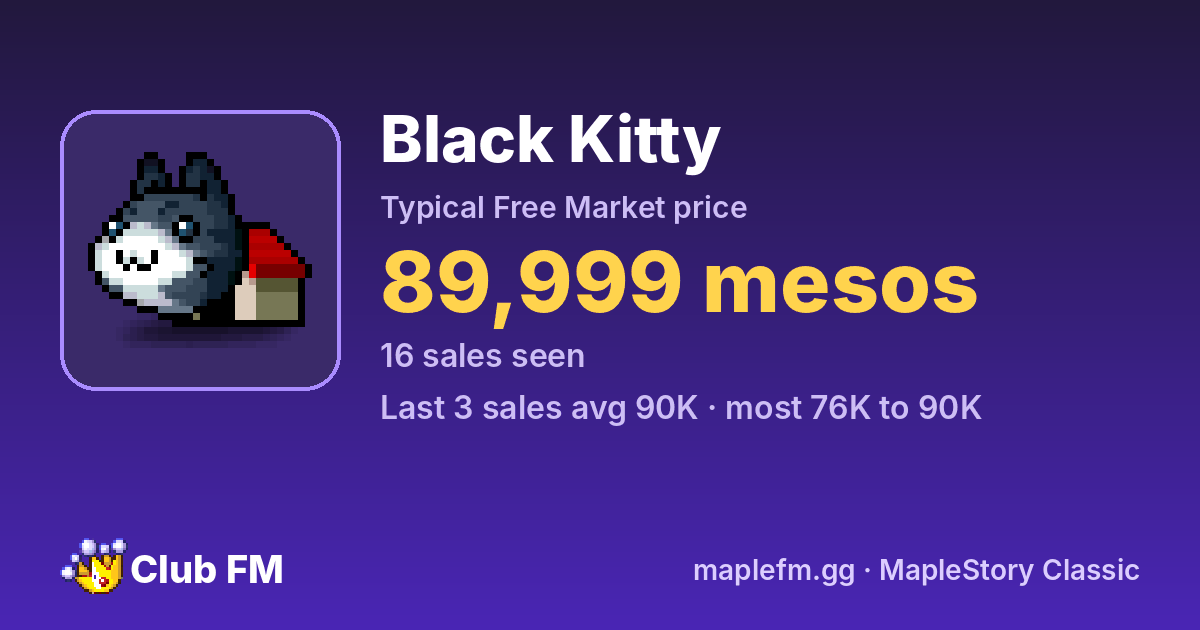 Black Kitty
Typical Free Market price
89,999 mesos
16 sales seen
Last 3 sales avg 90K · most 76K to 90K
Club FM
maplefm.gg · MapleStory Classic